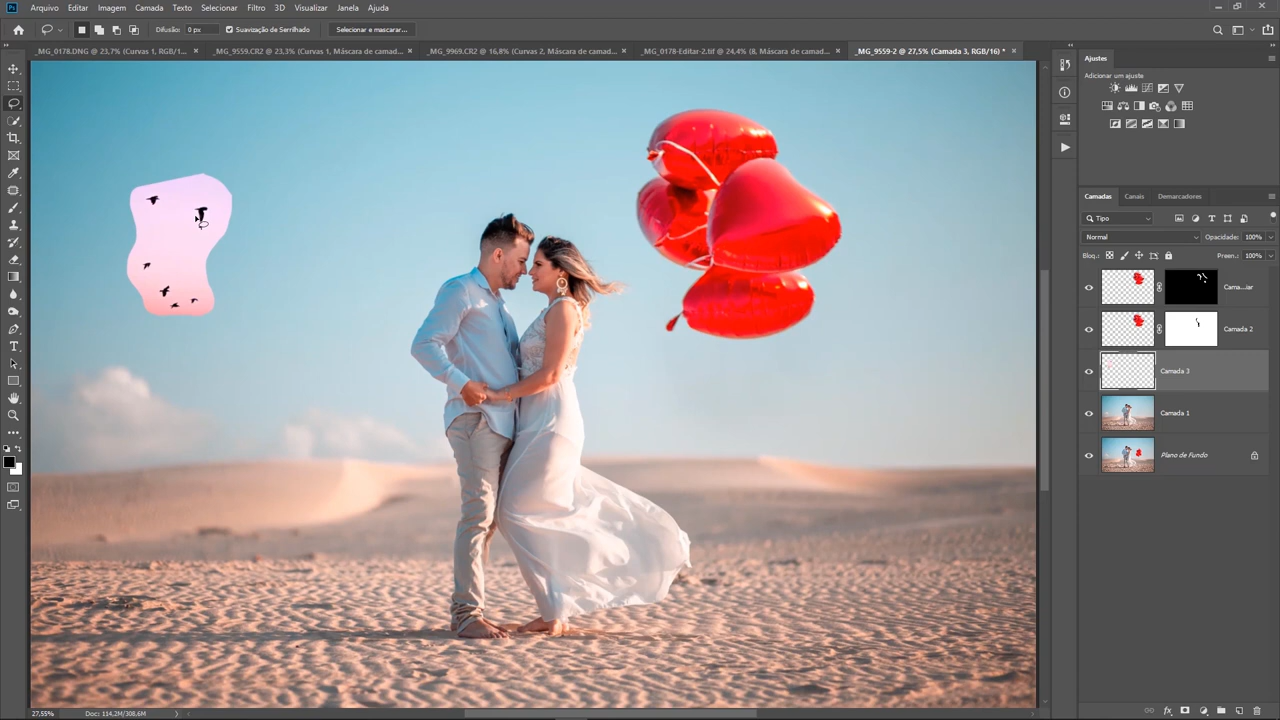 Ps Arquivo Editar Imagem Camada Texto Selecionar Filtro 3D Visualizar Janela Ajuda
Difusão: 0 px Suavização de Serrilhado Selecionar e mascarar...
_MG_0178.DNG @ 23,7% (Curvas 1, RGB/1... × _MG_9559.CR2 @ 23,3% (Curvas 1, Máscara de camad... × _MG_9969.CR2 @ 16,8% (Curvas 2, Máscara de camad... × _MG_0178-Editar-2.tif @ 24,4% (8, Máscara de camad... × _MG_9559-2 @ 27,5% (Camada 3, RGB/16) * ×
Ajustes
Adicionar um ajuste
Camadas Canais Demarcadores
Tipo
Normal Opacidade: 100%
Bloq.: Preen.: 100%
Cama...iar
Camada 2
Camada 3
Camada 1
Plano de Fundo
27,55% Doc: 114,2M/308,6M